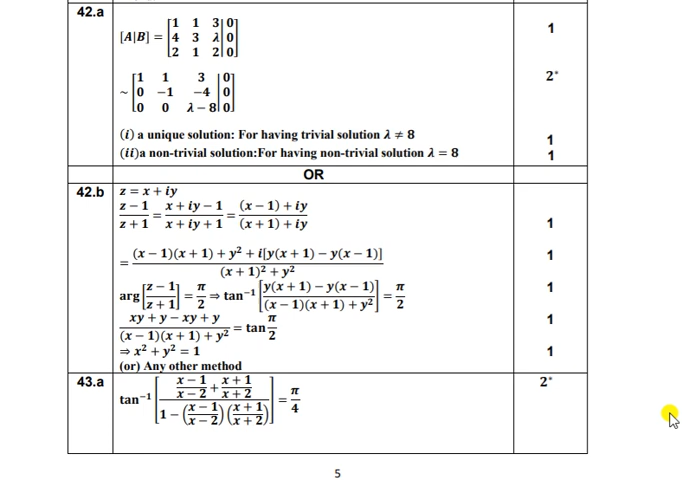 42.a
[A|B] = [1 1 3|0
4 3 λ|0
2 1 2|0]
1
~ [1 1 3|0
0 −1 −4|0
0 0 λ − 8|0]
2*
(i) a unique solution: For having trivial solution λ ≠ 8 1
(ii)a non-trivial solution:For having non-trivial solution λ = 8 1
OR
42.b z = x + iy
(z − 1)/(z + 1) = (x + iy − 1)/(x + iy + 1) = ((x − 1) + iy)/((x + 1) + iy) 1
= ((x − 1)(x + 1) + y² + i[y(x + 1) − y(x − 1)])/((x + 1)² + y²) 1
arg[(z − 1)/(z + 1)] = π/2 ⇒ tan⁻¹ [(y(x + 1) − y(x − 1))/((x − 1)(x + 1) + y²)] = π/2 1
(xy + y − xy + y)/((x − 1)(x + 1) + y²) = tan π/2 1
⇒ x² + y² = 1 1
(or) Any other method
43.a tan⁻¹ [((x − 1)/(x − 2) + (x + 1)/(x + 2))/(1 − ((x − 1)/(x − 2))((x + 1)/(x + 2)))] = π/4 2*
5